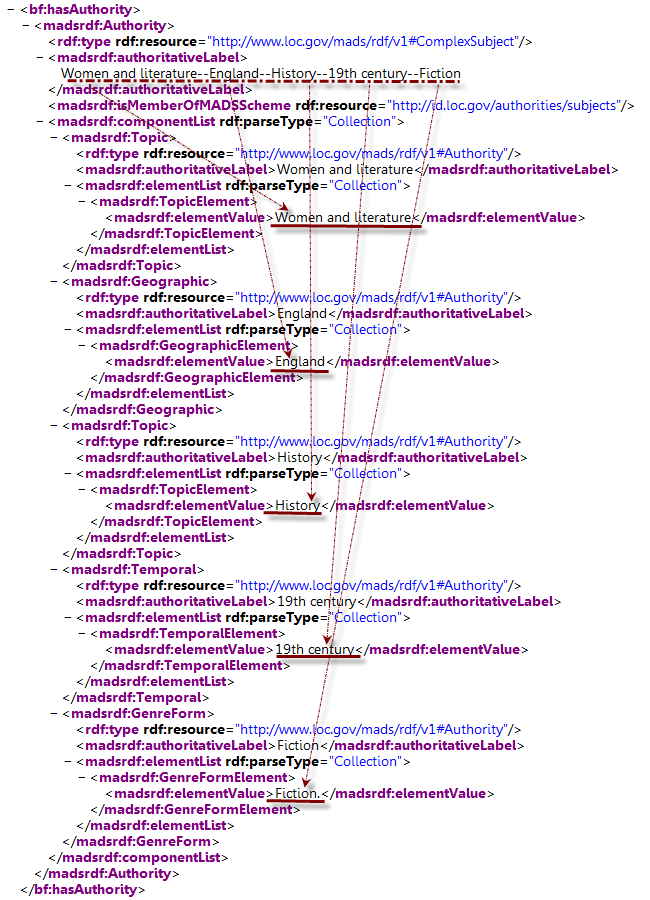 − <bf:hasAuthority>
− <madsrdf:Authority>
<rdf:type rdf:resource="http://www.loc.gov/mads/rdf/v1#ComplexSubject"/>
− <madsrdf:authoritativeLabel>
Women and literature--England--History--19th century--Fiction
</madsrdf:authoritativeLabel>
<madsrdf:isMemberOfMADSScheme rdf:resource="http://id.loc.gov/authorities/subjects"/>
− <madsrdf:componentList rdf:parseType="Collection">
− <madsrdf:Topic>
<rdf:type rdf:resource="http://www.loc.gov/mads/rdf/v1#Authority"/>
<madsrdf:authoritativeLabel>Women and literature</madsrdf:authoritativeLabel>
− <madsrdf:elementList rdf:parseType="Collection">
− <madsrdf:TopicElement>
<madsrdf:elementValue>Women and literature</madsrdf:elementValue>
</madsrdf:TopicElement>
</madsrdf:elementList>
</madsrdf:Topic>
− <madsrdf:Geographic>
<rdf:type rdf:resource="http://www.loc.gov/mads/rdf/v1#Authority"/>
<madsrdf:authoritativeLabel>England</madsrdf:authoritativeLabel>
− <madsrdf:elementList rdf:parseType="Collection">
− <madsrdf:GeographicElement>
<madsrdf:elementValue>England</madsrdf:elementValue>
</madsrdf:GeographicElement>
</madsrdf:elementList>
</madsrdf:Geographic>
− <madsrdf:Topic>
<rdf:type rdf:resource="http://www.loc.gov/mads/rdf/v1#Authority"/>
<madsrdf:authoritativeLabel>History</madsrdf:authoritativeLabel>
− <madsrdf:elementList rdf:parseType="Collection">
− <madsrdf:TopicElement>
<madsrdf:elementValue>History</madsrdf:elementValue>
</madsrdf:TopicElement>
</madsrdf:elementList>
</madsrdf:Topic>
− <madsrdf:Temporal>
<rdf:type rdf:resource="http://www.loc.gov/mads/rdf/v1#Authority"/>
<madsrdf:authoritativeLabel>19th century</madsrdf:authoritativeLabel>
− <madsrdf:elementList rdf:parseType="Collection">
− <madsrdf:TemporalElement>
<madsrdf:elementValue>19th century</madsrdf:elementValue>
</madsrdf:TemporalElement>
</madsrdf:elementList>
</madsrdf:Temporal>
− <madsrdf:GenreForm>
<rdf:type rdf:resource="http://www.loc.gov/mads/rdf/v1#Authority"/>
<madsrdf:authoritativeLabel>Fiction</madsrdf:authoritativeLabel>
− <madsrdf:elementList rdf:parseType="Collection">
− <madsrdf:GenreFormElement>
<madsrdf:elementValue>Fiction.</madsrdf:elementValue>
</madsrdf:GenreFormElement>
</madsrdf:elementList>
</madsrdf:GenreForm>
</madsrdf:componentList>
</madsrdf:Authority>
</bf:hasAuthority>